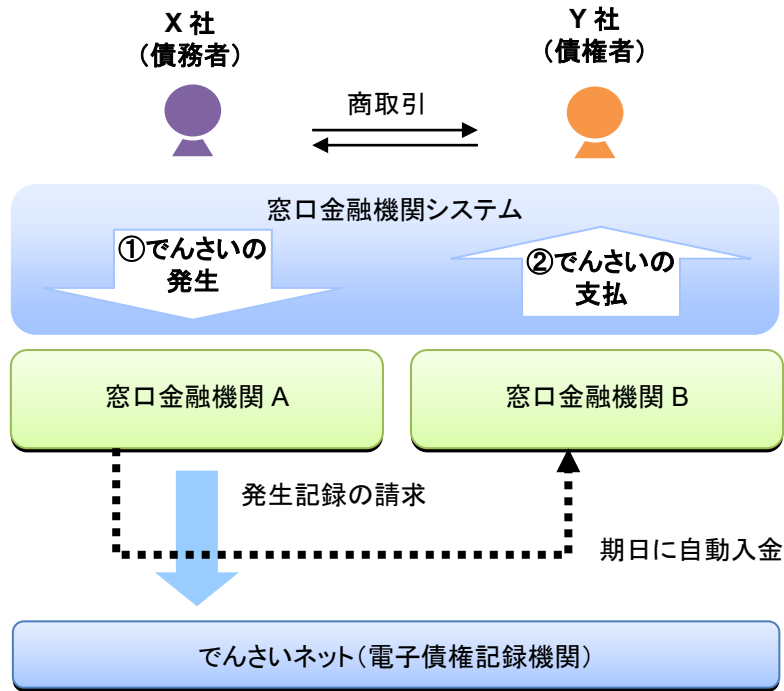 X 社
（債務者）
Y 社
（債権者）
商取引
窓口金融機関システム
①でんさいの
発生
②でんさいの
支払
窓口金融機関 A
窓口金融機関 B
発生記録の請求
期日に自動入金
でんさいネット（電子債権記録機関）